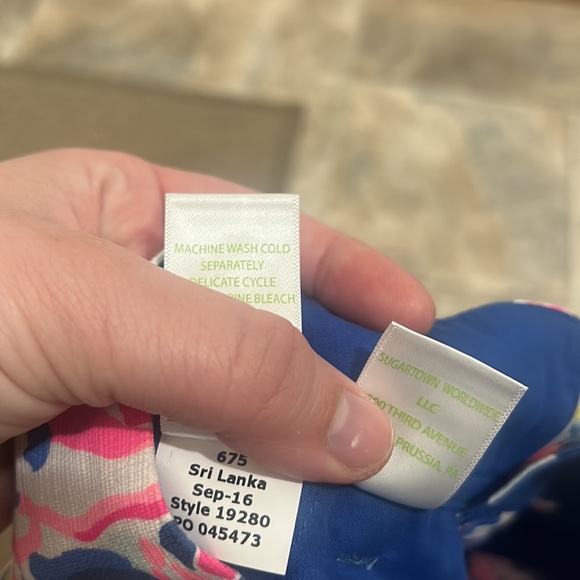 MACHINE WASH COLD
SEPARATELY
DELICATE CYCLE
BLEACH
SUGARTOWN WORLDWIDE
LLC
THIRD AVENUE
PRUSSIA, PA
675
Sri Lanka
Sep-16
Style 19280
PO 045473